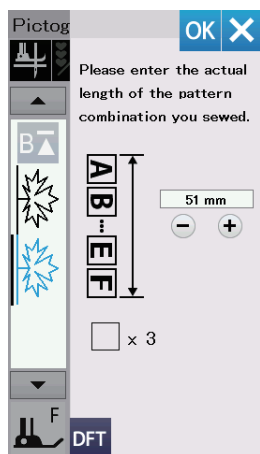 Pictog
OK
Please enter the actual
length of the pattern
combination you sewed.
B
A
B
E
F
51 mm
x 3
F
DFT